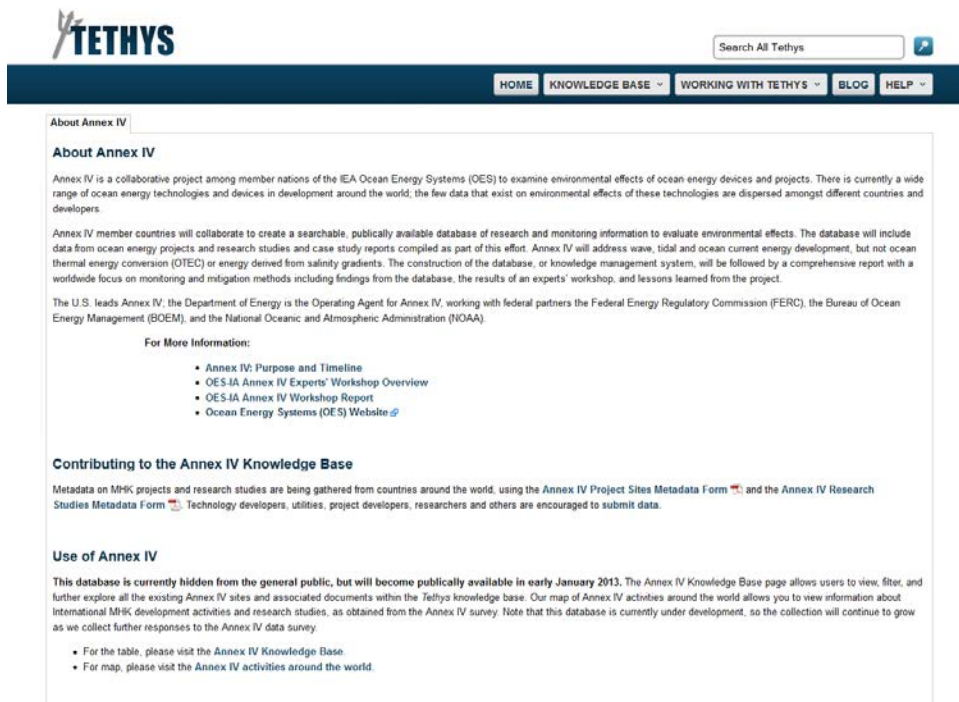 TETHYS
Search All Tethys
HOME KNOWLEDGE BASE WORKING WITH TETHYS BLOG HELP
About Annex IV
About Annex IV
Annex IV is a collaborative project among member nations of the IEA Ocean Energy Systems (OES) to examine environmental effects of ocean energy devices and projects. There is currently a wide
range of ocean energy technologies and devices in development around the world; the few data that exist on environmental effects of these technologies are dispersed amongst different countries and
developers.
Annex IV member countries will collaborate to create a searchable, publically available database of research and monitoring information to evaluate environmental effects. The database will include
data from ocean energy projects and research studies and case study reports compiled as part of this effort. Annex IV will address wave, tidal and ocean current energy development, but not ocean
thermal energy conversion (OTEC) or energy derived from salinity gradients. The construction of the database, or knowledge management system, will be followed by a comprehensive report with a
worldwide focus on monitoring and mitigation methods including findings from the database, the results of an experts' workshop, and lessons learned from the project.
The U.S. leads Annex IV; the Department of Energy is the Operating Agent for Annex IV, working with federal partners the Federal Energy Regulatory Commission (FERC), the Bureau of Ocean
Energy Management (BOEM), and the National Oceanic and Atmospheric Administration (NOAA).
For More Information:
• Annex IV: Purpose and Timeline
• OES-IA Annex IV Experts' Workshop Overview
• OES-IA Annex IV Workshop Report
• Ocean Energy Systems (OES) Website
Contributing to the Annex IV Knowledge Base
Metadata on MHK projects and research studies are being gathered from countries around the world, using the Annex IV Project Sites Metadata Form and the Annex IV Research
Studies Metadata Form. Technology developers, utilities, project developers, researchers and others are encouraged to submit data.
Use of Annex IV
This database is currently hidden from the general public, but will become publically available in early January 2013. The Annex IV Knowledge Base page allows users to view, filter, and
further explore all the existing Annex IV sites and associated documents within the Tethys knowledge base. Our map of Annex IV activities around the world allows you to view information about
International MHK development activities and research studies, as obtained from the Annex IV survey. Note that this database is currently under development, so the collection will continue to grow
as we collect further responses to the Annex IV data survey.
• For the table, please visit the Annex IV Knowledge Base.
• For map, please visit the Annex IV activities around the world.